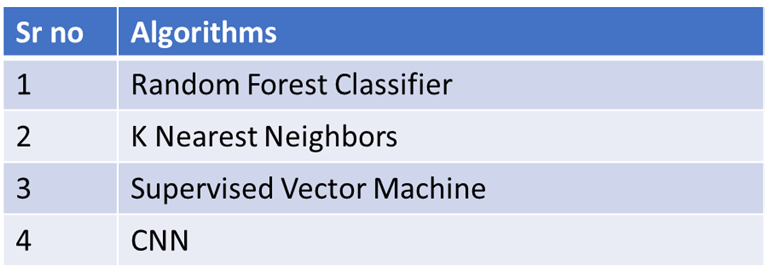 Sr no Algorithms
1 Random Forest Classifier
2 K Nearest Neighbors
3 Supervised Vector Machine
4 CNN